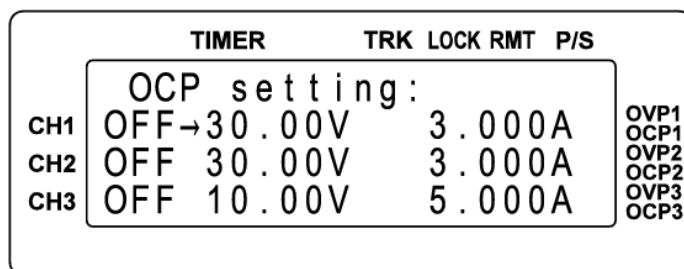 TIMER TRK LOCK RMT P/S
OCP setting:
CH1 OFF→30.00V 3.000A OVP1 OCP1
CH2 OFF 30.00V 3.000A OVP2 OCP2
CH3 OFF 10.00V 5.000A OVP3 OCP3